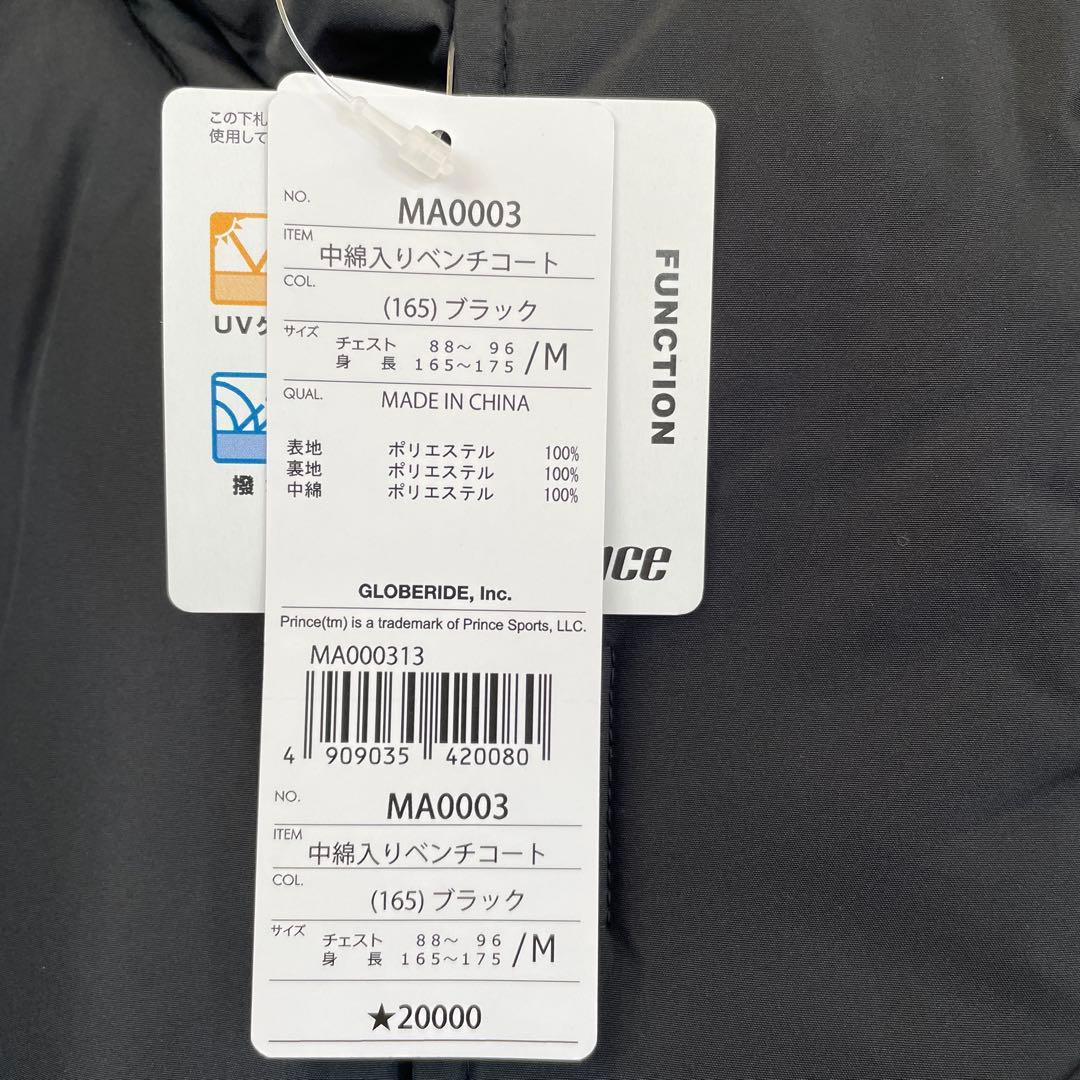 この下札
使用して
UV
撥
FUNCTION
nce
NO.
MA0003
ITEM
中綿入りベンチコート
COL.
(165) ブラック
サイズ
チェスト 88～ 96
身 長 165～175 /M
QUAL.
MADE IN CHINA
表地 ポリエステル 100%
裏地 ポリエステル 100%
中綿 ポリエステル 100%
GLOBERIDE, Inc.
Prince(tm) is a trademark of Prince Sports, LLC.
MA000313
4 909035 420080
NO.
MA0003
ITEM
中綿入りベンチコート
COL.
(165) ブラック
サイズ
チェスト 88～ 96
身 長 165～175 /M
★20000